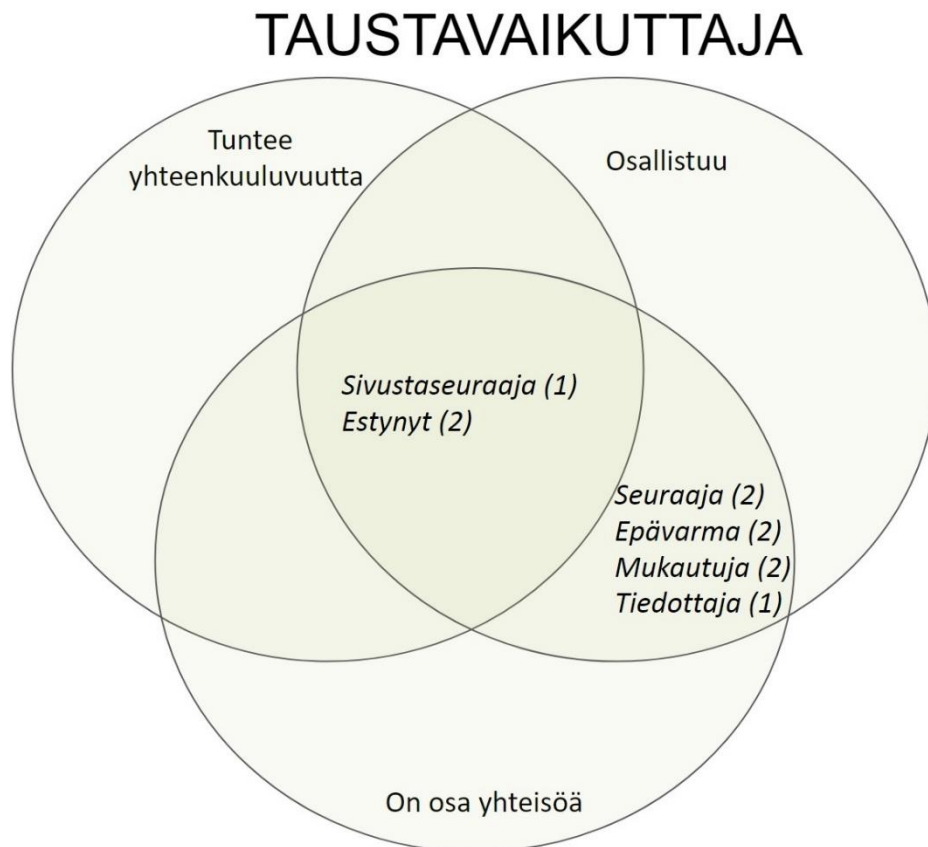 TAUSTAVAIKUTTAJA
Tuntee
yhteenkuuluvuutta
Osallistuu
Sivustaseuraaja (1)
Estynyt (2)
Seuraaja (2)
Epävarma (2)
Mukautuja (2)
Tiedottaja (1)
On osa yhteisöä